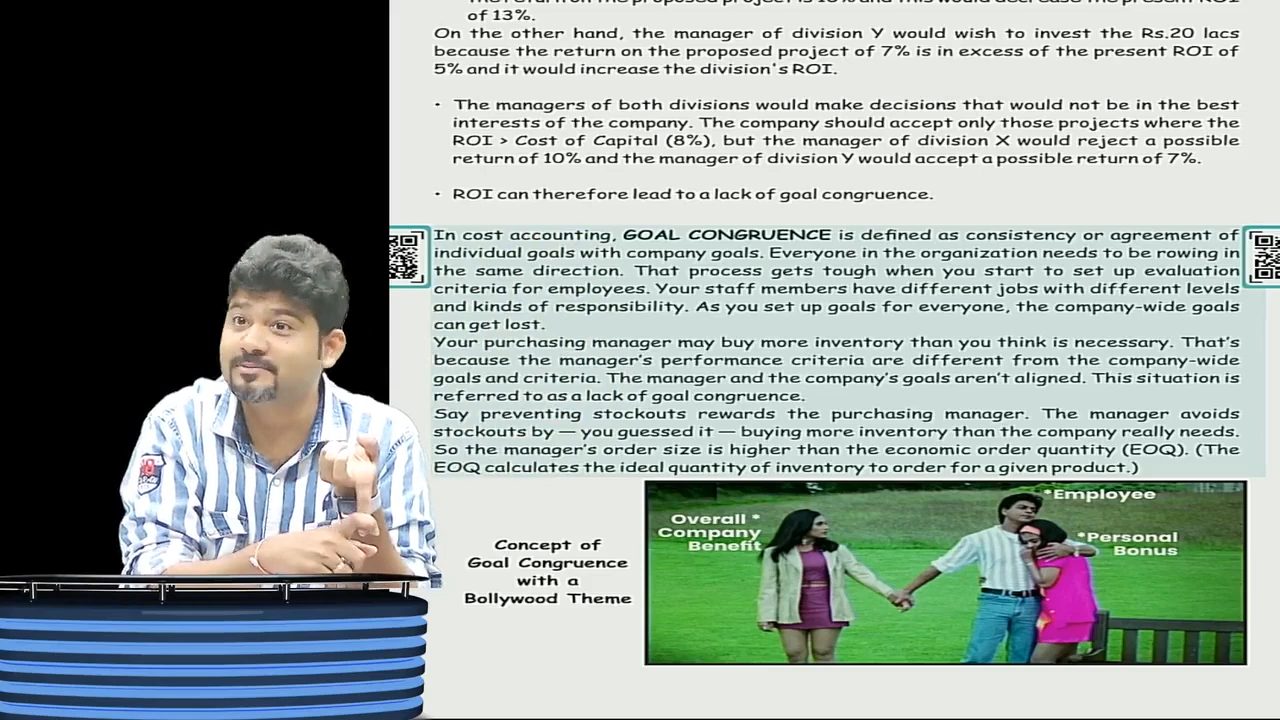 of 13%.
On the other hand, the manager of division Y would wish to invest the Rs.20 lacs
because the return on the proposed project of 7% is in excess of the present ROI of
5% and it would increase the division's ROI.
• The managers of both divisions would make decisions that would not be in the best
interests of the company. The company should accept only those projects where the
ROI > Cost of Capital (8%), but the manager of division X would reject a possible
return of 10% and the manager of division Y would accept a possible return of 7%.
• ROI can therefore lead to a lack of goal congruence.
In cost accounting, GOAL CONGRUENCE is defined as consistency or agreement of
individual goals with company goals. Everyone in the organization needs to be rowing in
the same direction. That process gets tough when you start to set up evaluation
criteria for employees. Your staff members have different jobs with different levels
and kinds of responsibility. As you set up goals for everyone, the company-wide goals
can get lost.
Your purchasing manager may buy more inventory than you think is necessary. That's
because the manager's performance criteria are different from the company-wide
goals and criteria. The manager and the company's goals aren't aligned. This situation is
referred to as a lack of goal congruence.
Say preventing stockouts rewards the purchasing manager. The manager avoids
stockouts by — you guessed it — buying more inventory than the company really needs.
So the manager's order size is higher than the economic order quantity (EOQ). (The
EOQ calculates the ideal quantity of inventory to order for a given product.)
Concept of
Goal Congruence
with a
Bollywood Theme
Overall *
Company
Benefit
*Employee
*Personal
Bonus